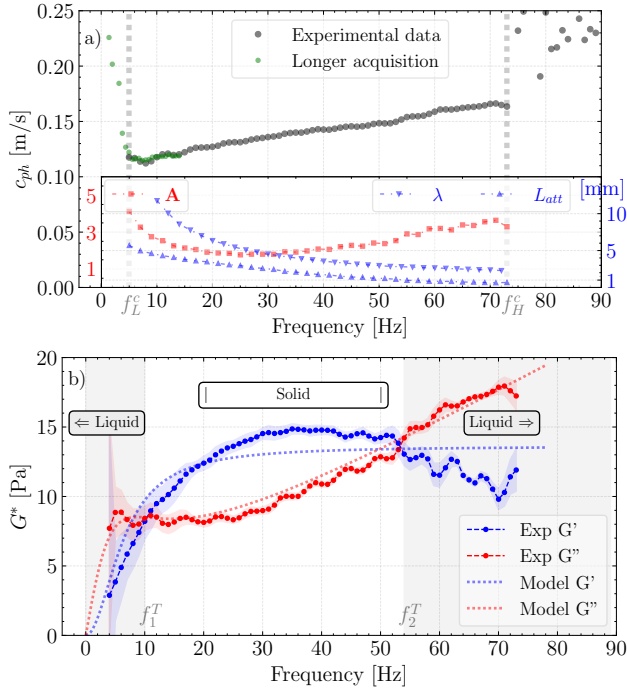 a)
0.25
0.20
0.15
0.10
0.05
0.00
c_ph [m/s]
Experimental data
Longer acquisition
5
3
1
A
λ
L_att
[mm]
10
5
1
0 10 20 30 40 50 60 70 80 90
f_L^c
f_H^c
Frequency [Hz]
b)
20
15
10
5
0
G* [Pa]
⇐ Liquid
| Solid |
Liquid ⇒
f_1^T
f_2^T
Exp G'
Exp G"
Model G'
Model G"
0 10 20 30 40 50 60 70 80 90
Frequency [Hz]